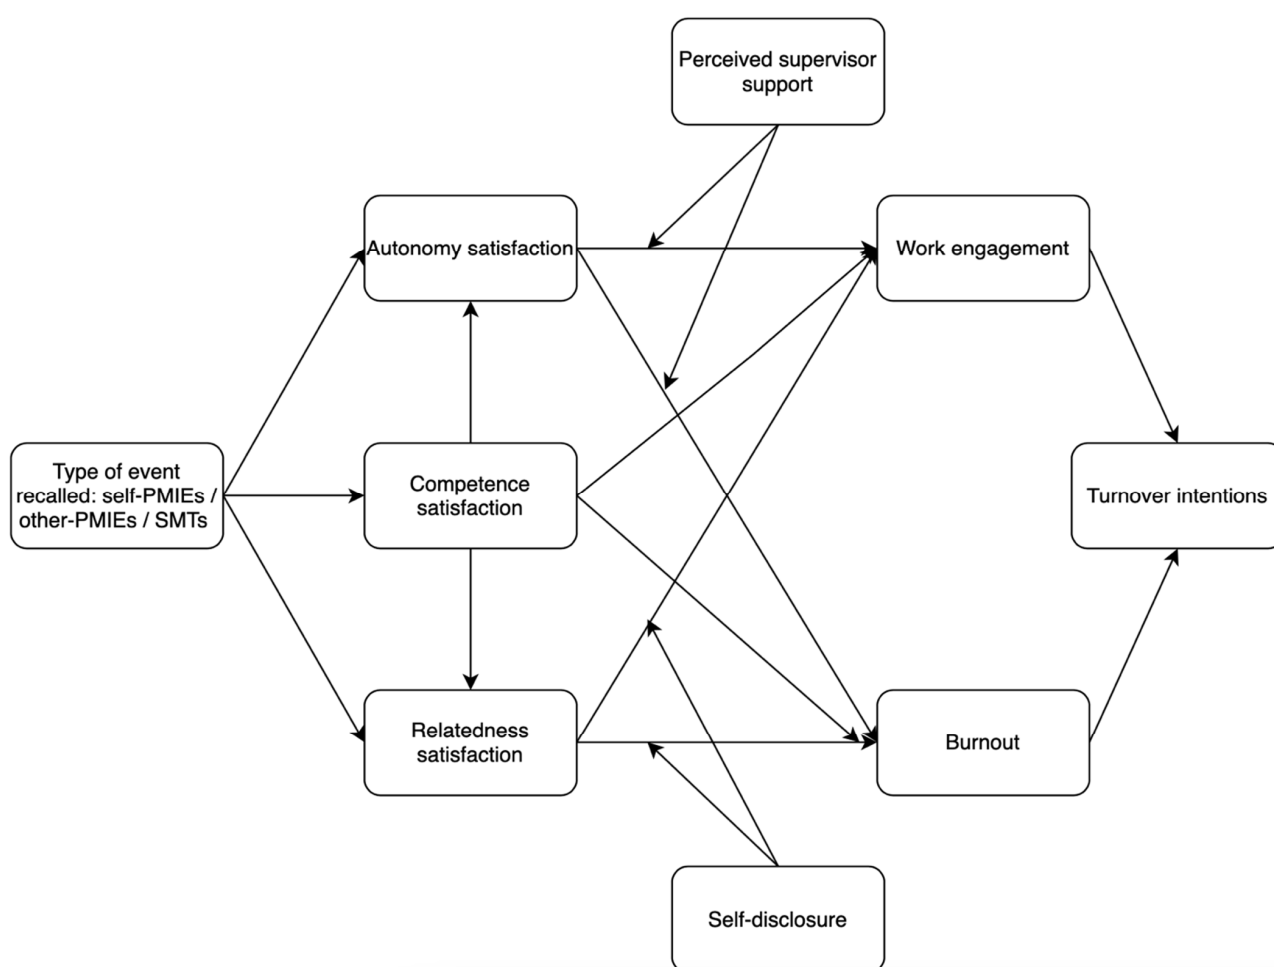 Perceived supervisor
support
Autonomy satisfaction
Work engagement
Type of event
recalled: self-PMIEs /
other-PMIEs / SMTs
Competence
satisfaction
Turnover intentions
Relatedness
satisfaction
Burnout
Self-disclosure